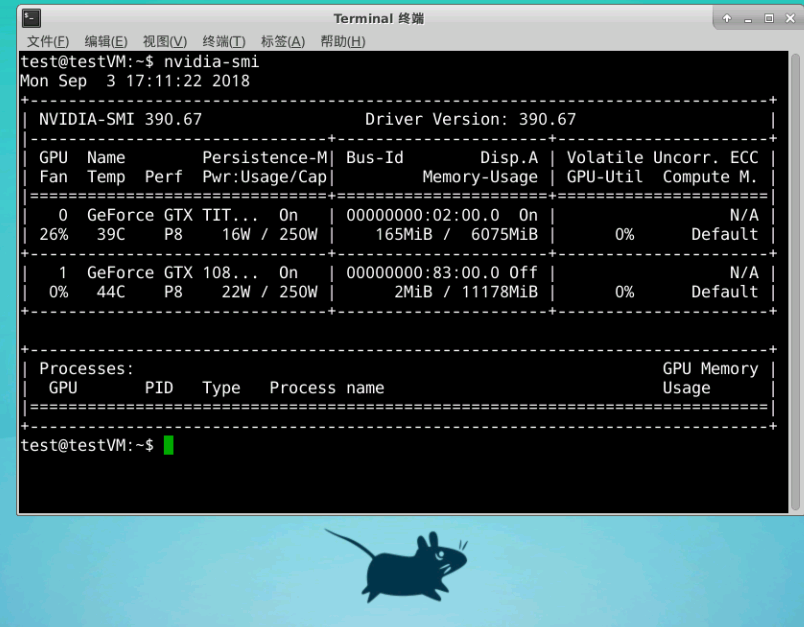 Terminal 终端
文件(F) 编辑(E) 视图(V) 终端(T) 标签(A) 帮助(H)
test@testVM:~$ nvidia-smi
Mon Sep  3 17:11:22 2018
+-----------------------------------------------------------------------------+
| NVIDIA-SMI 390.67                 Driver Version: 390.67                    |
|-------------------------------+----------------------+----------------------+
| GPU  Name        Persistence-M| Bus-Id        Disp.A | Volatile Uncorr. ECC |
| Fan  Temp  Perf  Pwr:Usage/Cap|         Memory-Usage | GPU-Util  Compute M. |
|===============================+======================+======================|
|   0  GeForce GTX TIT...  On   | 00000000:02:00.0  On |                  N/A |
| 26%   39C    P8    16W / 250W |    165MiB /  6075MiB |      0%      Default |
+-------------------------------+----------------------+----------------------+
|   1  GeForce GTX 108...  On   | 00000000:83:00.0 Off |                  N/A |
|  0%   44C    P8    22W / 250W |      2MiB / 11178MiB |      0%      Default |
+-------------------------------+----------------------+----------------------+
+-----------------------------------------------------------------------------+
| Processes:                                                       GPU Memory |
|  GPU       PID   Type   Process name                             Usage      |
|=============================================================================|
+-----------------------------------------------------------------------------+
test@testVM:~$